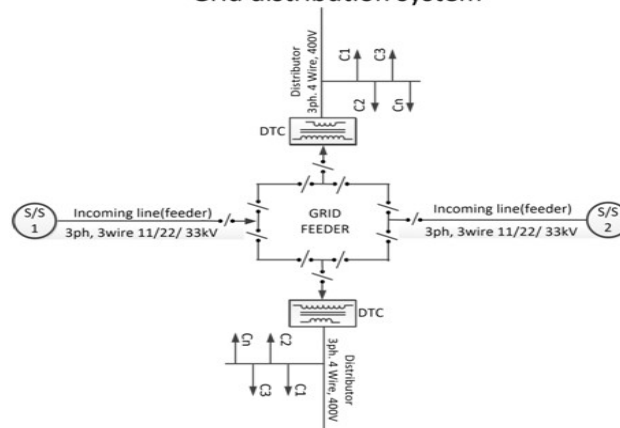 Grid distribution system
Distributor
3ph. 4 Wire, 400V
C1
C3
C2
Cn
DTC
S/S
1
Incoming line(feeder)
3ph, 3wire 11/22/ 33kV
GRID
FEEDER
Incoming line(feeder)
3ph, 3wire 11/22/ 33kV
S/S
2
DTC
Cn
C2
C3
C1
Distributor
3ph. 4 Wire, 400V